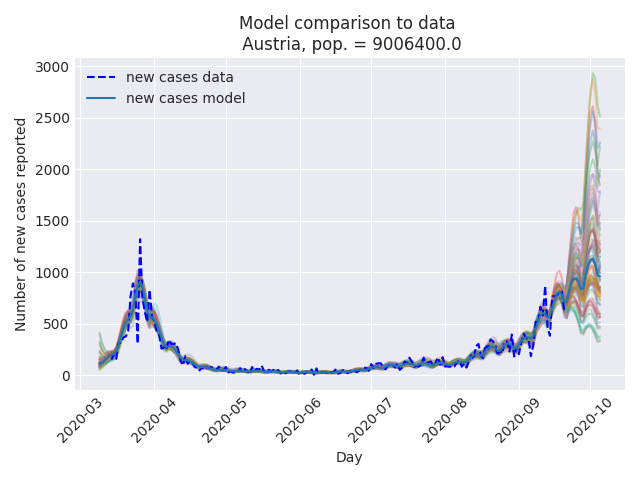 Model comparison to data
Austria, pop. = 9006400.0
new cases data
new cases model
Number of new cases reported
3000
2500
2000
1500
1000
500
0
2020-03
2020-04
2020-05
2020-06
2020-07
2020-08
2020-09
2020-10
Day